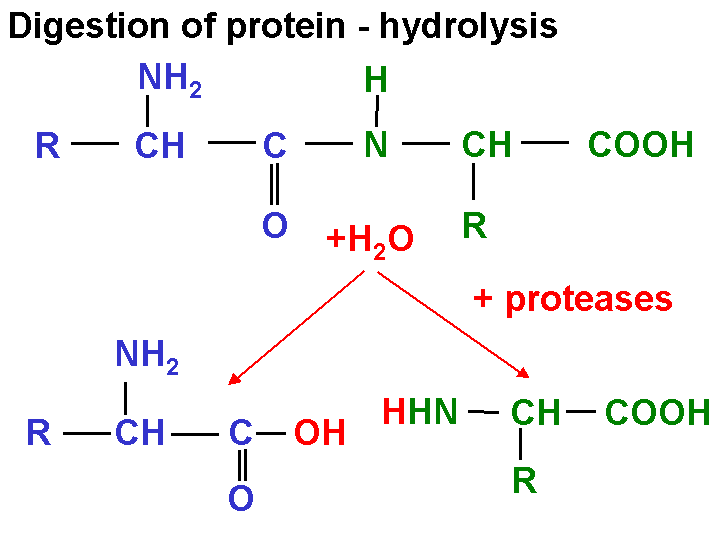 Digestion of protein - hydrolysis
NH2 H
R CH C N CH COOH
O +H2O R
+ proteases
NH2
HHN CH COOH
R CH C OH
R
O